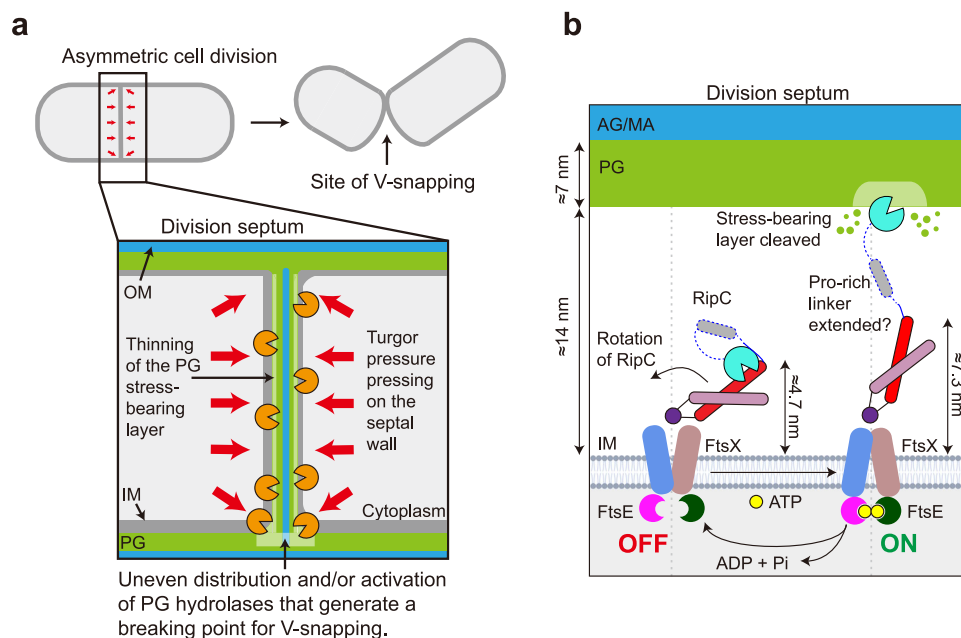 a
Asymmetric cell division
Site of V-snapping
Division septum
OM
Thinning
of the PG
stress-
bearing
layer
Turgor
pressure
pressing
on the
septal
wall
IM
Cytoplasm
PG
Uneven distribution and/or activation
of PG hydrolases that generate a
breaking point for V-snapping.
b
Division septum
AG/MA
≈7 nm
PG
Stress-bearing
layer cleaved
≈14 nm
RipC
Pro-rich
linker
extended?
Rotation
of RipC
≈4.7 nm
≈7.3 nm
IM
FtsX
FtsX
FtsE
ATP
FtsE
OFF
ON
ADP + Pi